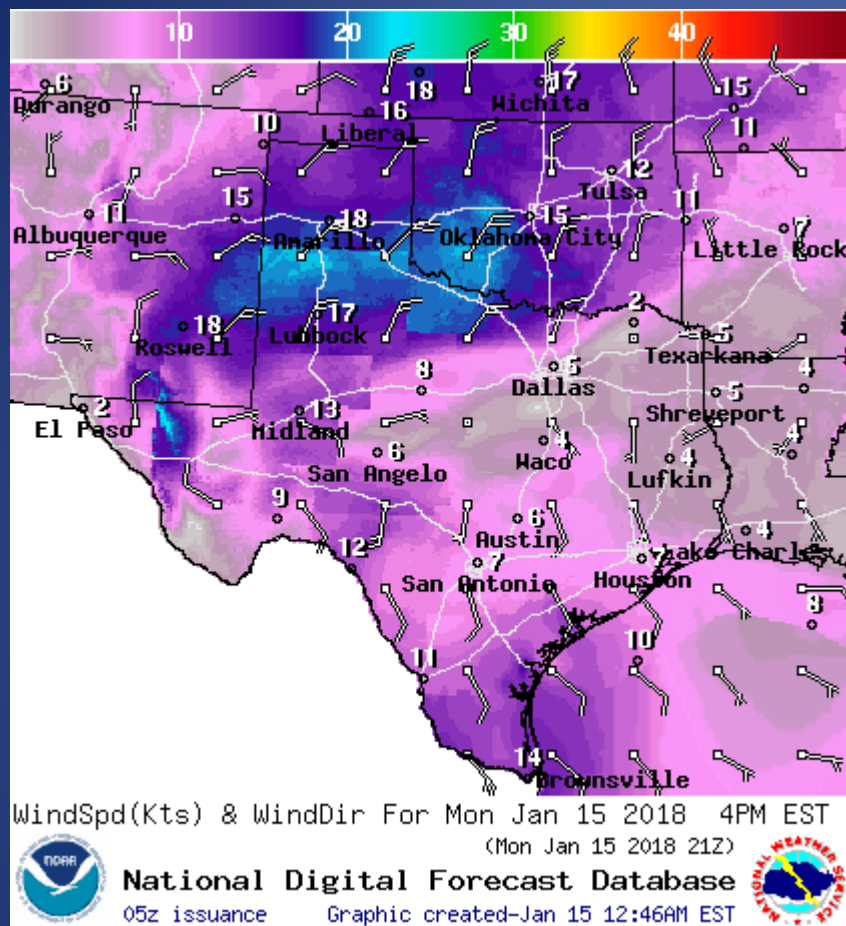 10 20 30 40
6 Durango
18
17 Wichita
16 Liberal
15
10
11
12 Tulsa
11 Albuquerque
15
18 Amarillo
15 Oklahoma City
11
7 Little Rock
18 Roswell
17 Lubbock
2
5 Texarkana
8
5 Dallas
5 Shreveport
4
2 El Paso
13 Midland
6 San Angelo
4 Waco
4 Lufkin
4
9
6 Austin
4 Lake Charles
12
7 San Antonio
7 Houston
8
11
10
14 Brownsville
WindSpd(Kts) & WindDir For Mon Jan 15 2018 4PM EST
(Mon Jan 15 2018 21Z)
NOAA
National Digital Forecast Database
05z issuance Graphic created-Jan 15 12:46AM EST
NATIONAL WEATHER SERVICE